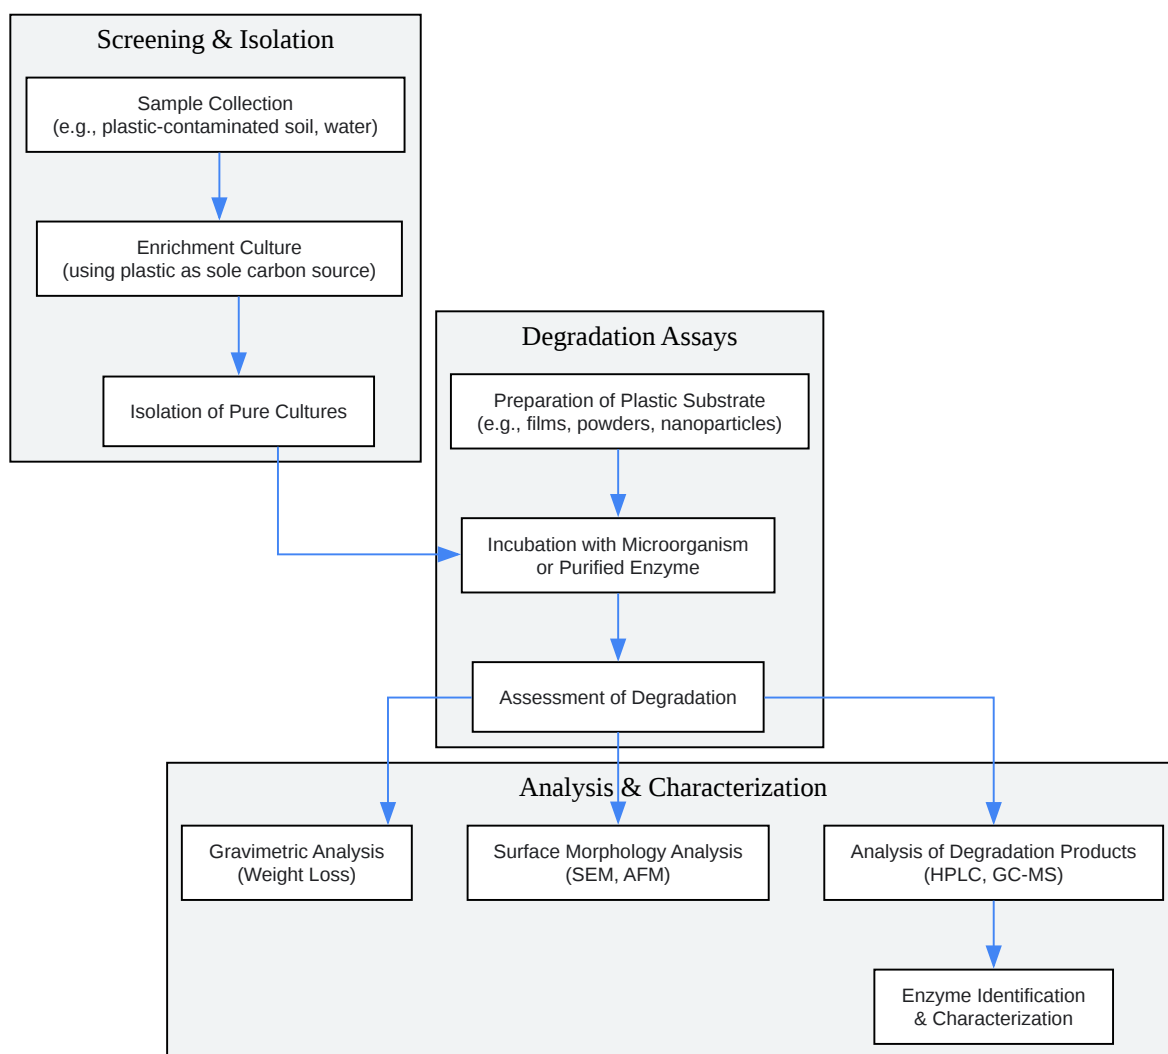 Screening & Isolation
Sample Collection
(e.g., plastic-contaminated soil, water)
Enrichment Culture
(using plastic as sole carbon source)
Isolation of Pure Cultures
Degradation Assays
Preparation of Plastic Substrate
(e.g., films, powders, nanoparticles)
Incubation with Microorganism
or Purified Enzyme
Assessment of Degradation
Analysis & Characterization
Gravimetric Analysis
(Weight Loss)
Surface Morphology Analysis
(SEM, AFM)
Analysis of Degradation Products
(HPLC, GC-MS)
Enzyme Identification
& Characterization